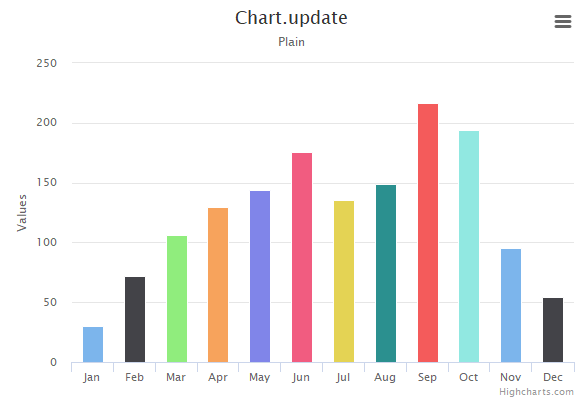 Chart.update
Plain
250
200
150
100
50
0
Values
Jan Feb Mar Apr May Jun Jul Aug Sep Oct Nov Dec
Highcharts.com